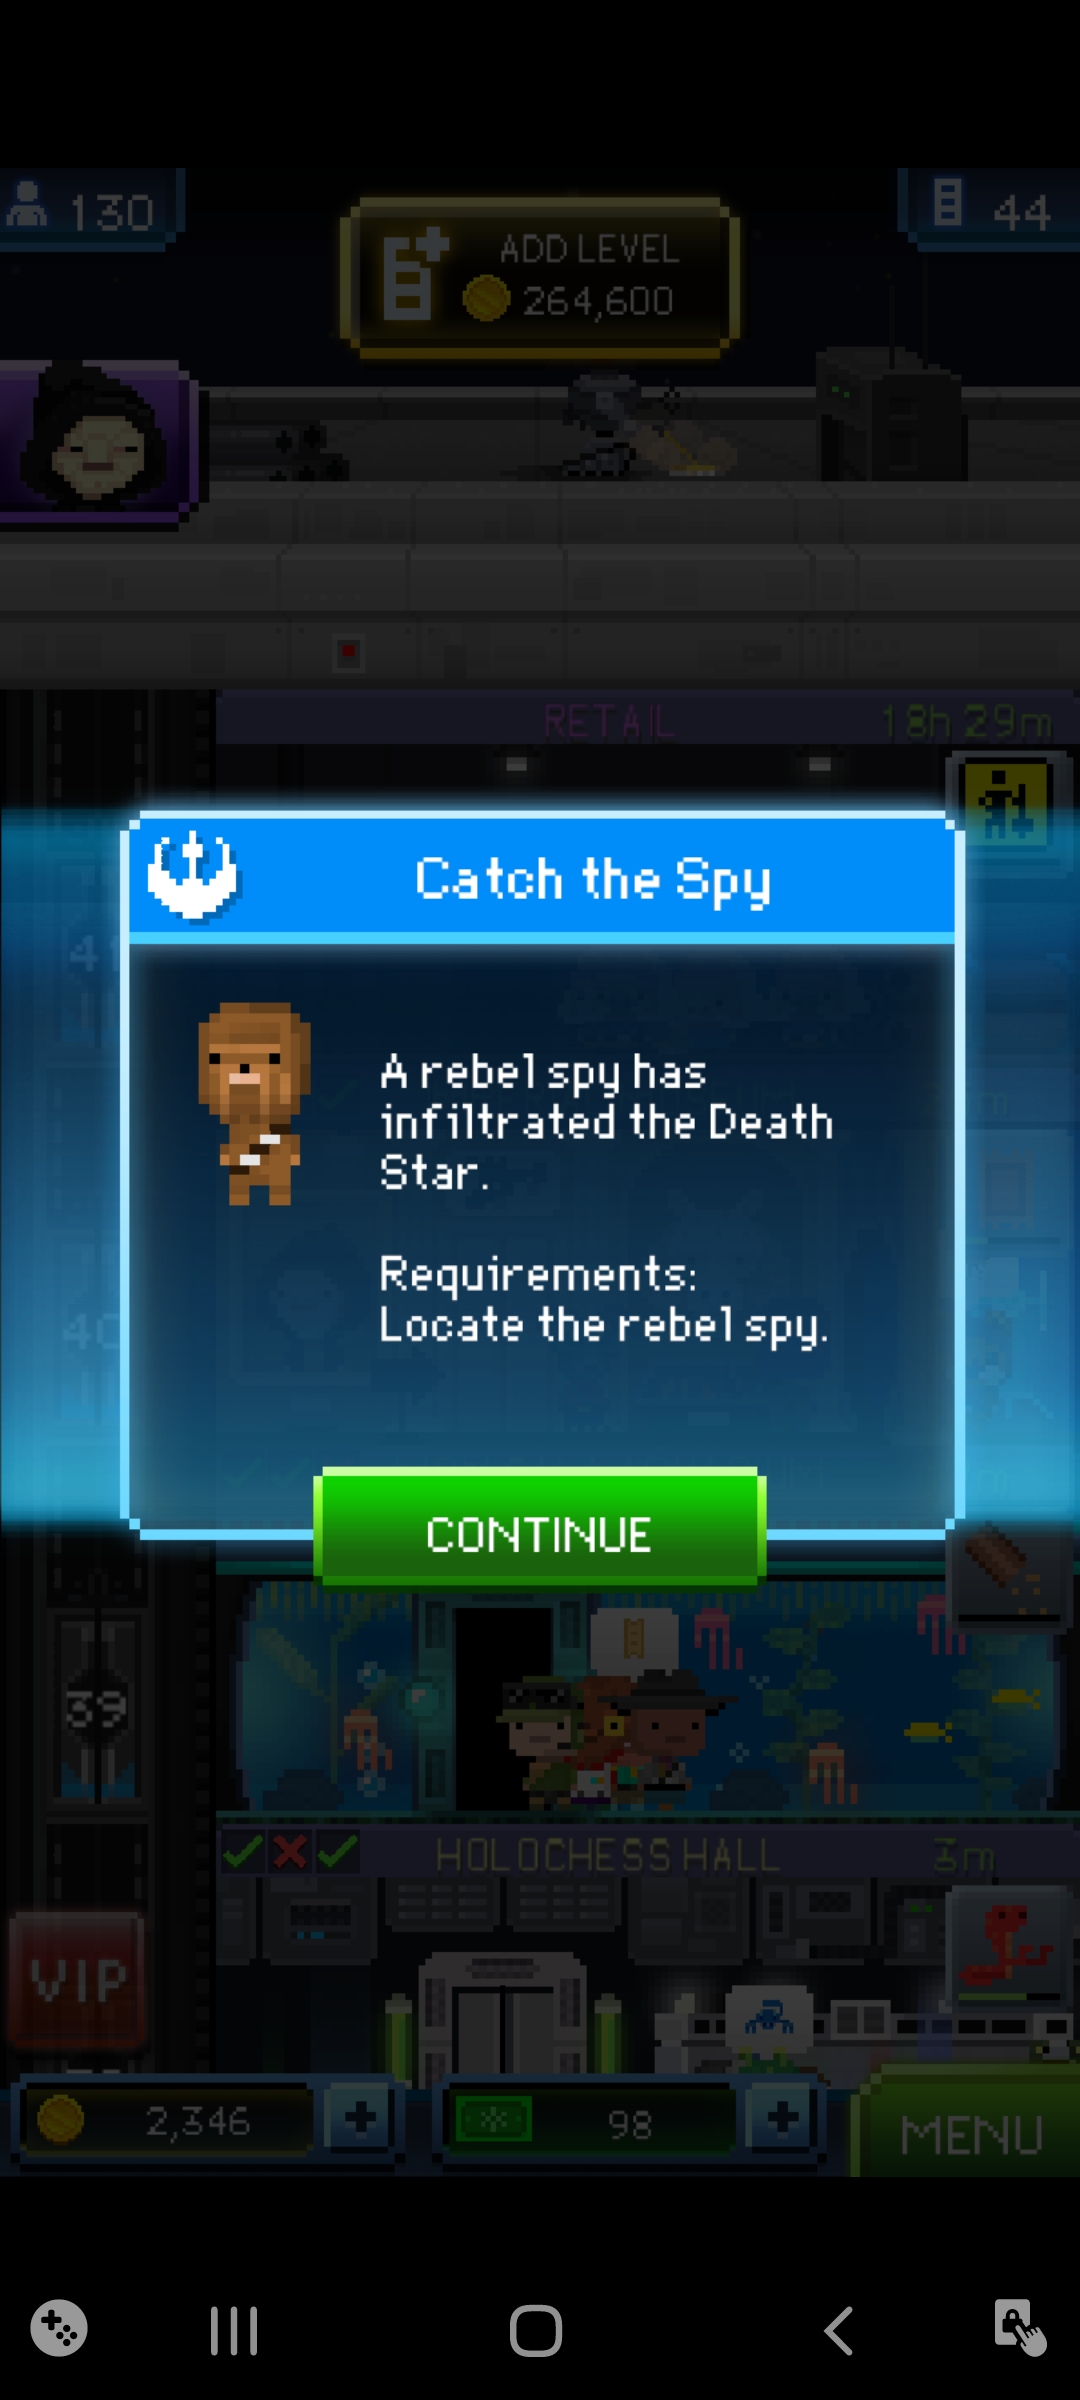 130
44
ADD LEVEL
264,600
RETAIL
18h 29m
Catch the Spy
A rebel spy has
infiltrated the Death
Star.
Requirements:
Locate the rebel spy.
40
CONTINUE
39
HOLOCHESS HALL
3m
VIP
2,346
98
MENU